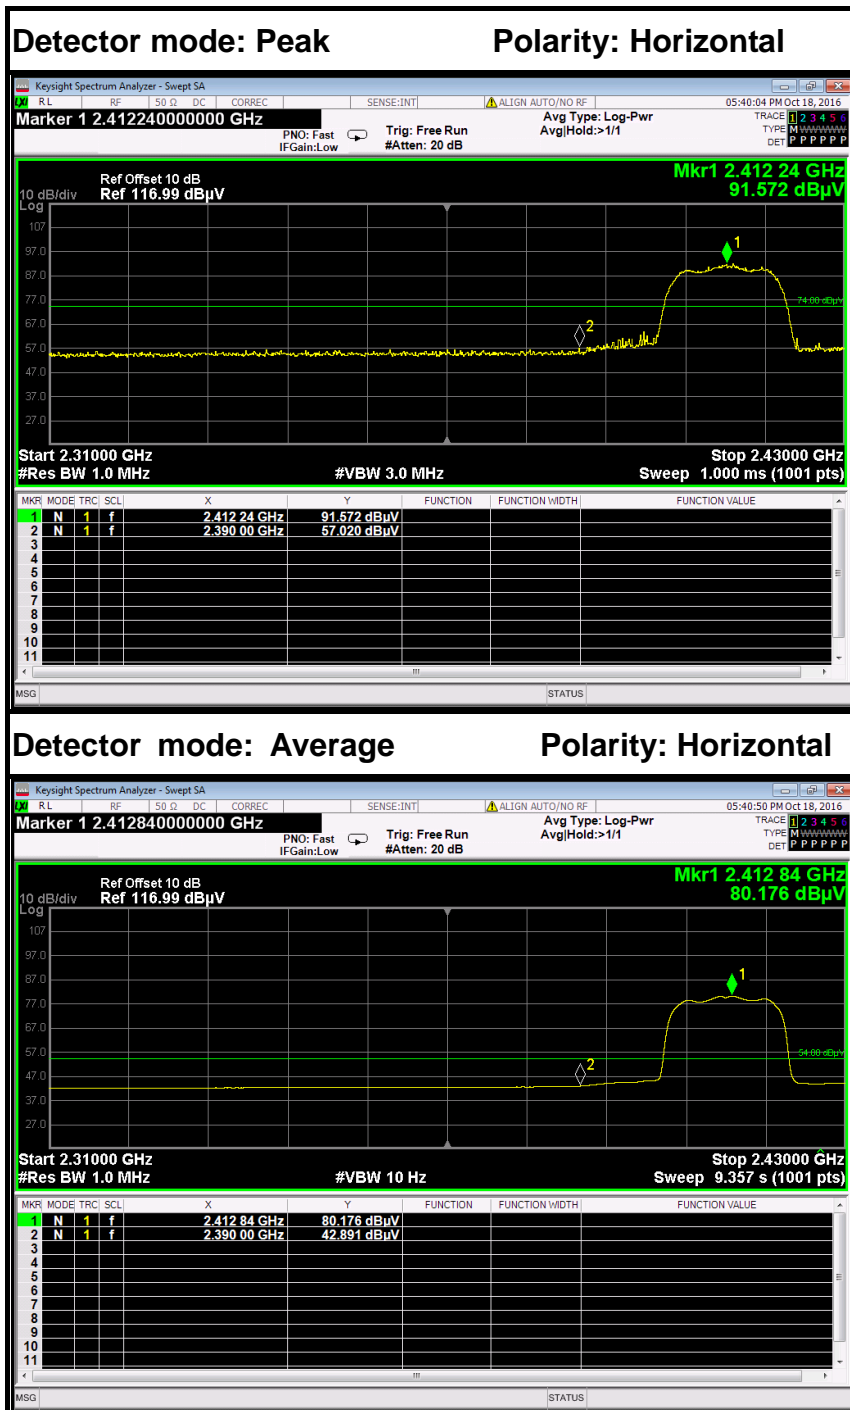 Detector mode: Peak Polarity: Horizontal
Keysight Spectrum Analyzer - Swept SA
LXI RL RF 50 Ω DC CORREC SENSE:INT ALIGN AUTO/NO RF 05:40:04 PM Oct 18, 2016
Marker 1 2.412240000000 GHz
PNO: Fast
IFGain:Low
Trig: Free Run
#Atten: 20 dB
Avg Type: Log-Pwr
Avg|Hold:>1/1
TRACE 1 2 3 4 5 6
TYPE M W W W W W
DET P P P P P P
Mkr1 2.412 24 GHz
91.572 dBµV
Ref Offset 10 dB
10 dB/div Ref 116.99 dBµV
Log
107
97.0
1
87.0
77.0
74.00 dBµV
67.0
2
57.0
47.0
37.0
27.0
Start 2.31000 GHz Stop 2.43000 GHz
#Res BW 1.0 MHz #VBW 3.0 MHz Sweep 1.000 ms (1001 pts)
MKR MODE TRC SCL X Y FUNCTION FUNCTION WIDTH FUNCTION VALUE
1 N 1 f 2.412 24 GHz 91.572 dBµV
2 N 1 f 2.390 00 GHz 57.020 dBµV
3
4
5
6
7
8
9
10
11
MSG STATUS
Detector mode: Average Polarity: Horizontal
Keysight Spectrum Analyzer - Swept SA
LXI RL RF 50 Ω DC CORREC SENSE:INT ALIGN AUTO/NO RF 05:40:50 PM Oct 18, 2016
Marker 1 2.412840000000 GHz
PNO: Fast
IFGain:Low
Trig: Free Run
#Atten: 20 dB
Avg Type: Log-Pwr
Avg|Hold:>1/1
TRACE 1 2 3 4 5 6
TYPE M W W W W W
DET P P P P P P
Mkr1 2.412 84 GHz
80.176 dBµV
Ref Offset 10 dB
10 dB/div Ref 116.99 dBµV
Log
107
97.0
1
87.0
77.0
67.0
57.0
54.00 dBµV
2
47.0
37.0
27.0
Start 2.31000 GHz Stop 2.43000 GHz
#Res BW 1.0 MHz #VBW 10 Hz Sweep 9.357 s (1001 pts)
MKR MODE TRC SCL X Y FUNCTION FUNCTION WIDTH FUNCTION VALUE
1 N 1 f 2.412 84 GHz 80.176 dBµV
2 N 1 f 2.390 00 GHz 42.891 dBµV
3
4
5
6
7
8
9
10
11
MSG STATUS